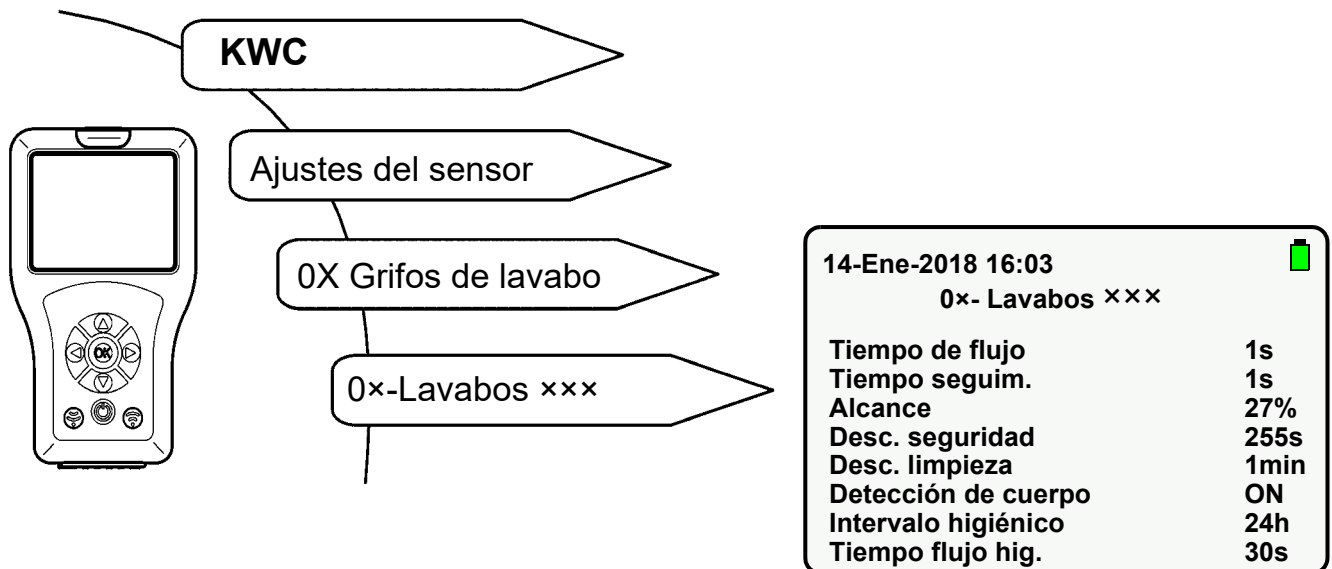 KWC
Ajustes del sensor
0X Grifos de lavabo
0×-Lavabos ×××
OK
14-Ene-2018 16:03
0×- Lavabos ×××
Tiempo de flujo 1s
Tiempo seguim. 1s
Alcance 27%
Desc. seguridad 255s
Desc. limpieza 1min
Detección de cuerpo ON
Intervalo higiénico 24h
Tiempo flujo hig. 30s